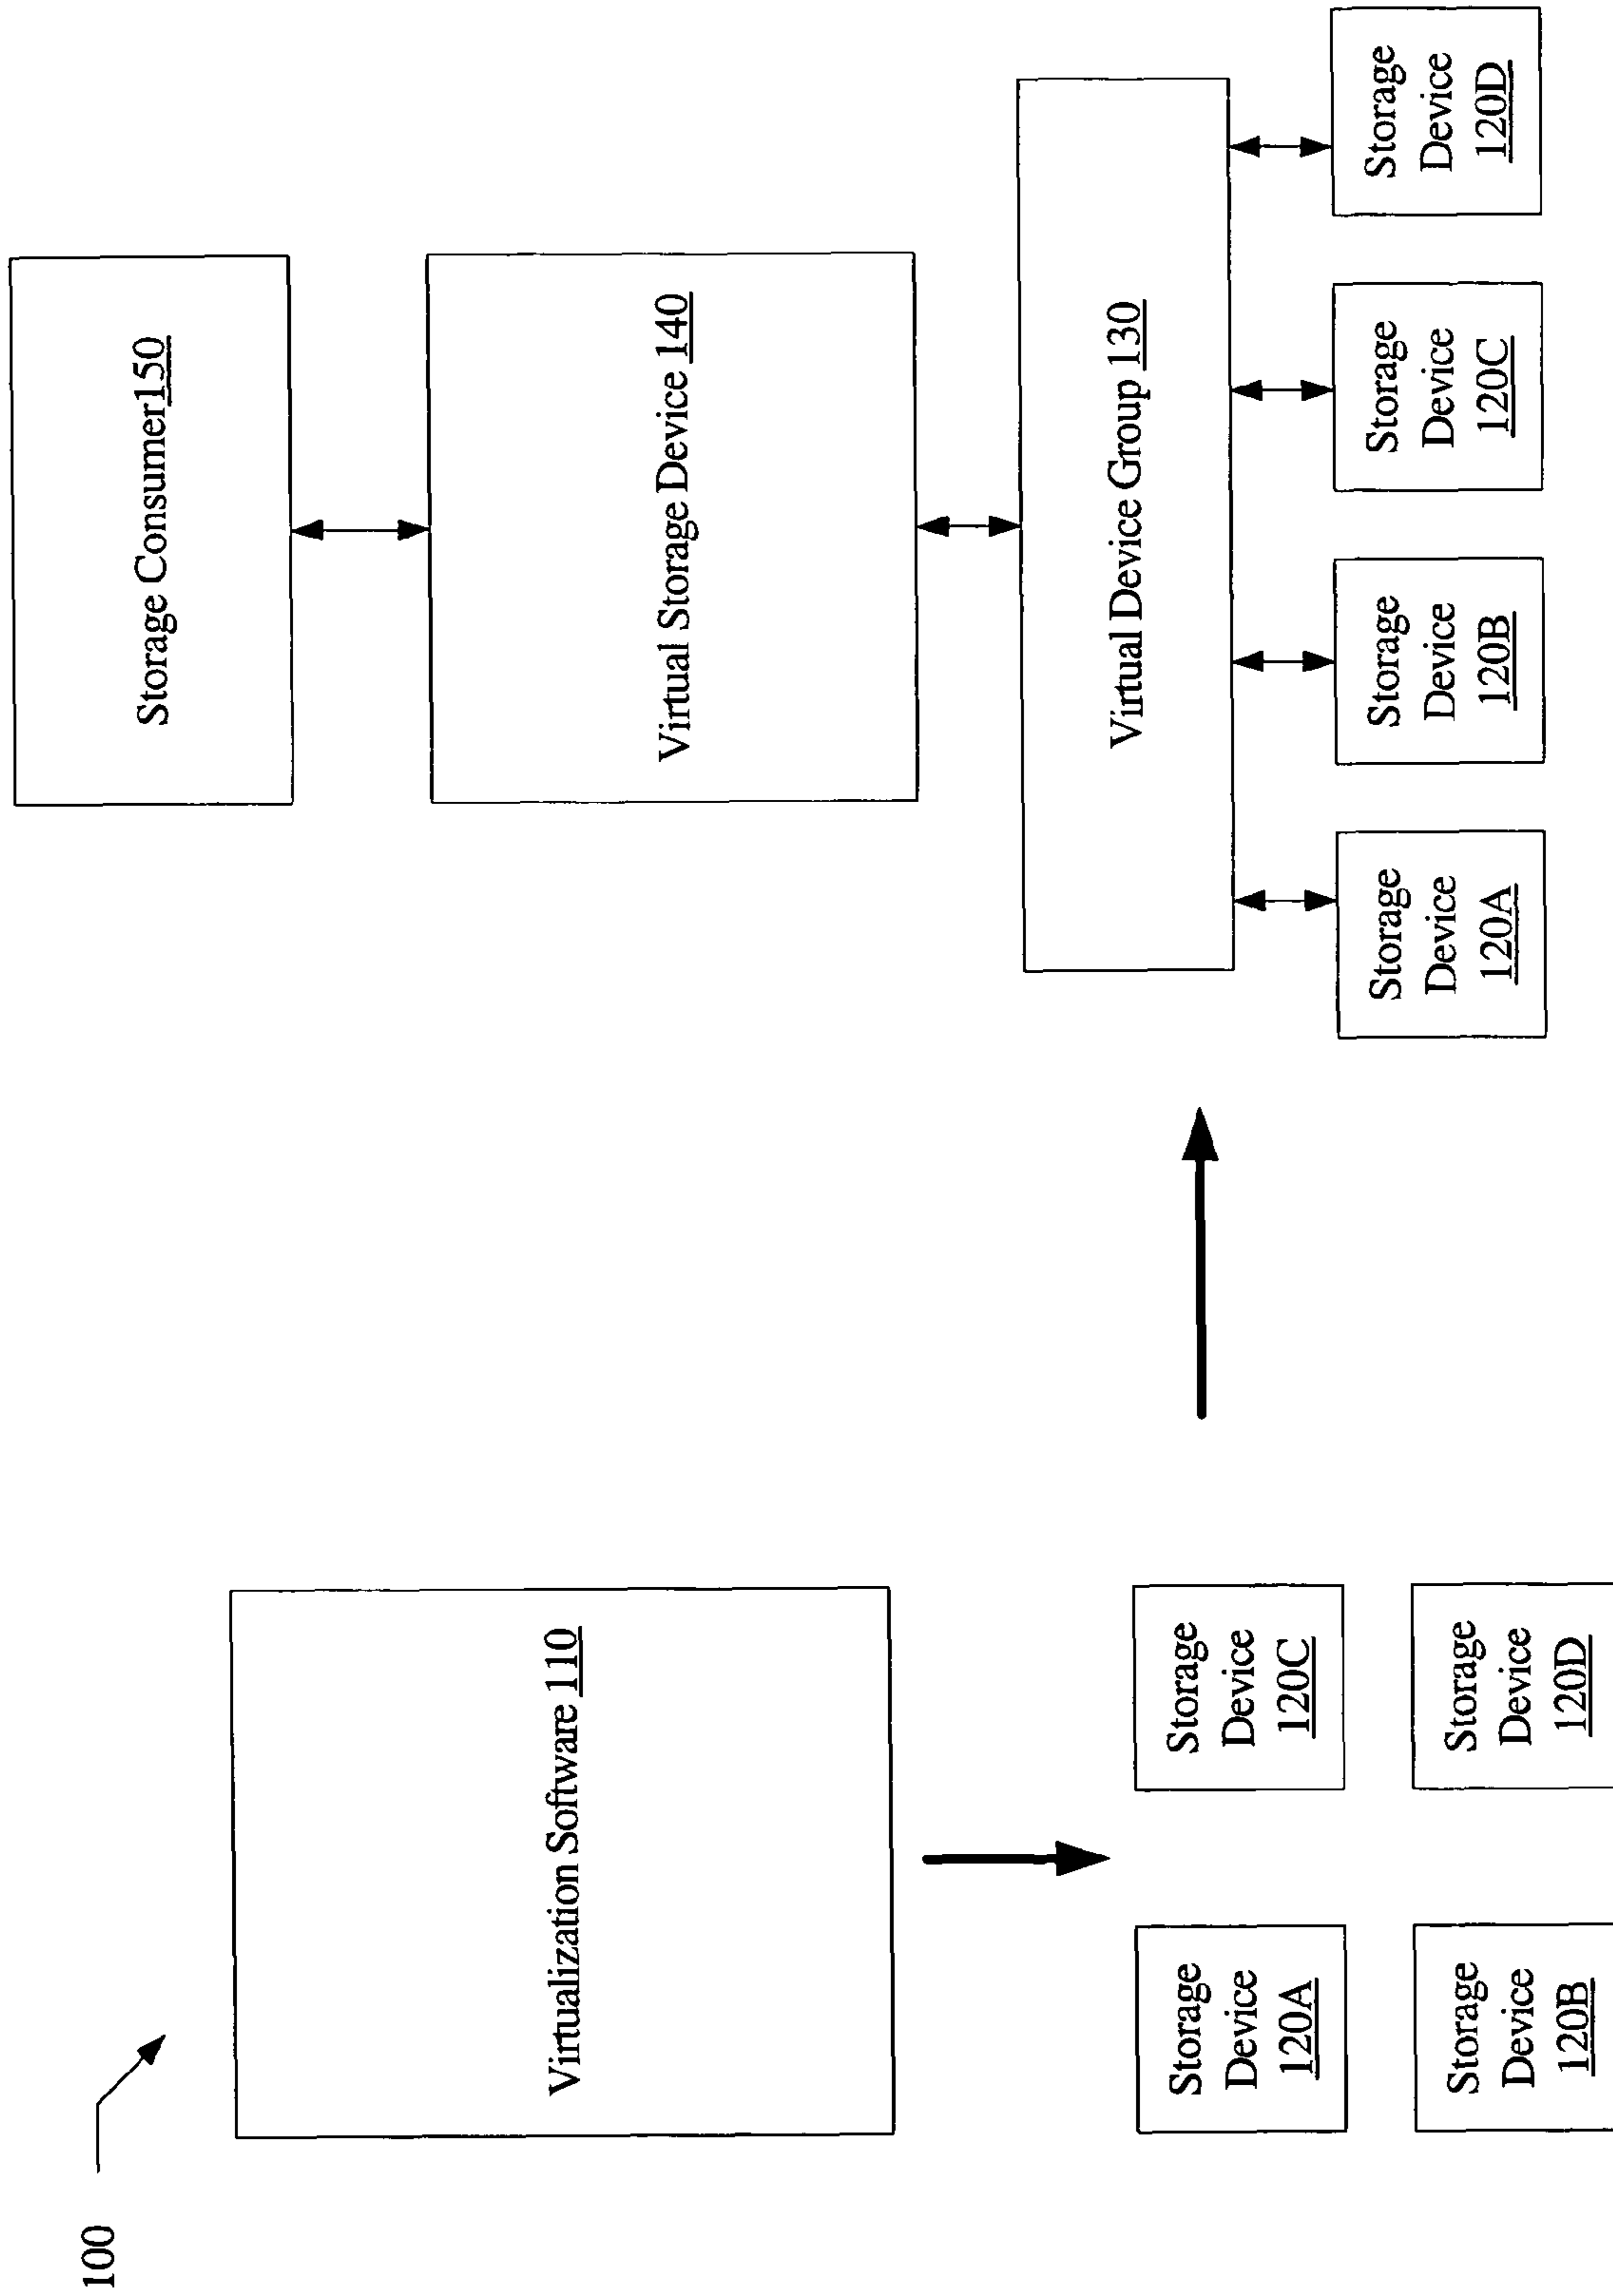 100
Virtualization Software 110
Storage
Device
120A
Storage
Device
120C
Storage
Device
120B
Storage
Device
120D
Storage Consumer150
Virtual Storage Device 140
Virtual Device Group 130
Storage
Device
120A
Storage
Device
120B
Storage
Device
120C
Storage
Device
120D